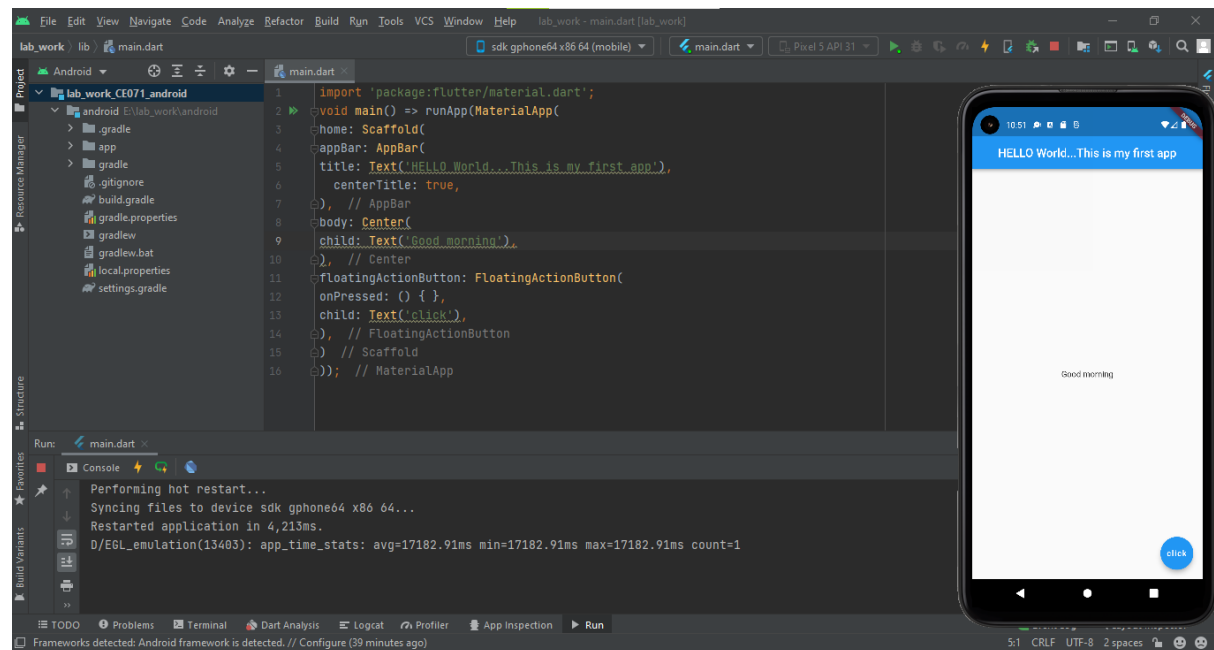 File Edit View Navigate Code Analyze Refactor Build Run Tools VCS Window Help lab_work - main.dart [lab_work]
lab_work lib main.dart sdk gphone64 x86 64 (mobile) main.dart Pixel 5 API 31
Project
Resource Manager
Structure
Favorites
Build Variants
Android
lab_work_CE071_android
android E:\lab_work\android
.gradle
app
gradle
.gitignore
build.gradle
gradle.properties
gradlew
gradlew.bat
local.properties
settings.gradle
main.dart
1 import 'package:flutter/material.dart';
2 void main() => runApp(MaterialApp(
3 home: Scaffold(
4 appBar: AppBar(
5 title: Text('HELLO World...This is my first app'),
6 centerTitle: true,
7 ), // AppBar
8 body: Center(
9 child: Text('Good morning'),
10 ), // Center
11 floatingActionButton: FloatingActionButton(
12 onPressed: () { },
13 child: Text('click'),
14 ), // FloatingActionButton
15 ) // Scaffold
16 )); // MaterialApp
10:51
DEBUG
HELLO World...This is my first app
Good morning
click
Run: main.dart
Console
Performing hot restart...
Syncing files to device sdk gphone64 x86 64...
Restarted application in 4,213ms.
D/EGL_emulation(13403): app_time_stats: avg=17182.91ms min=17182.91ms max=17182.91ms count=1
TODO Problems Terminal Dart Analysis Logcat Profiler App Inspection Run
Frameworks detected: Android framework is detected. // Configure (39 minutes ago) 5:1 CRLF UTF-8 2 spaces